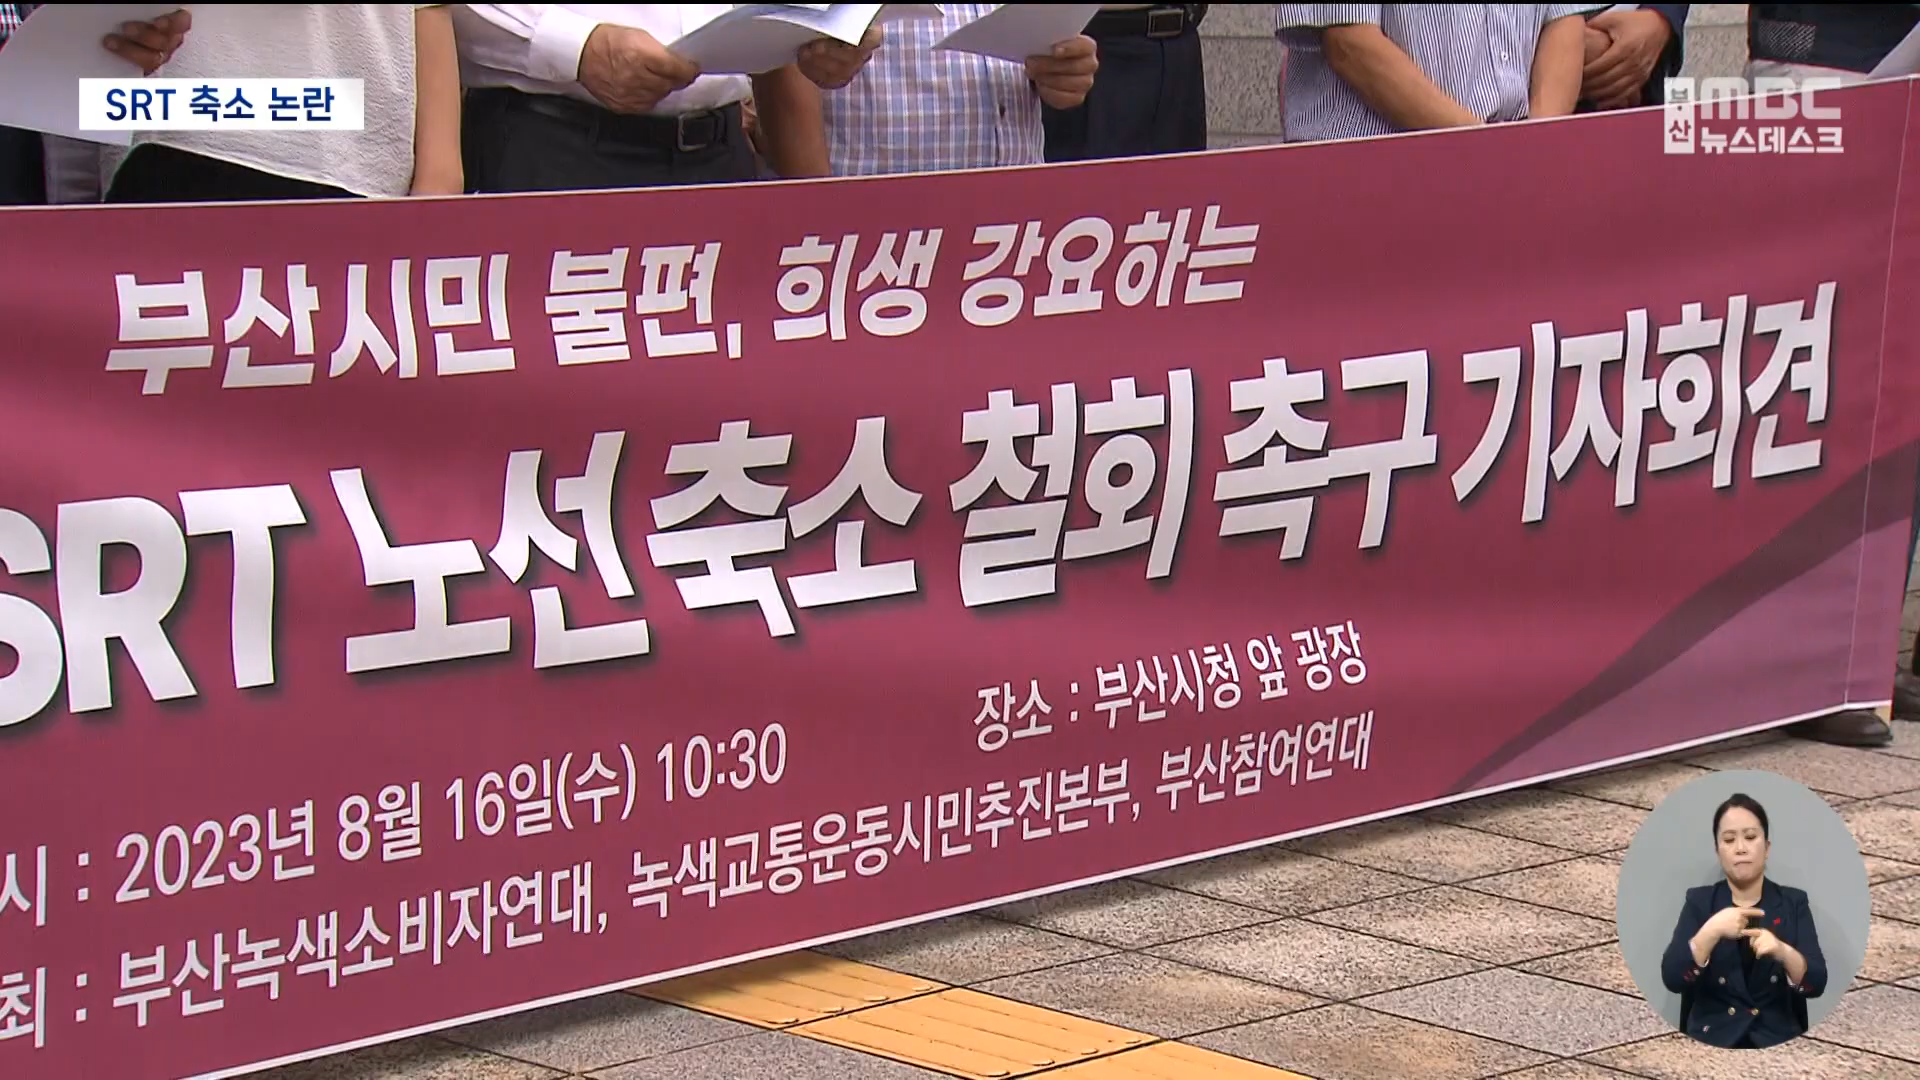 SRT 축소 논란
부산 MBC
뉴스데스크
부산시민 불편, 희생 강요하는
SRT 노선 축소 철회 촉구 기자회견
시 : 2023년 8월 16일(수) 10:30
장소 : 부산시청 앞 광장
최 : 부산녹색소비자연대, 녹색교통운동시민추진본부, 부산참여연대